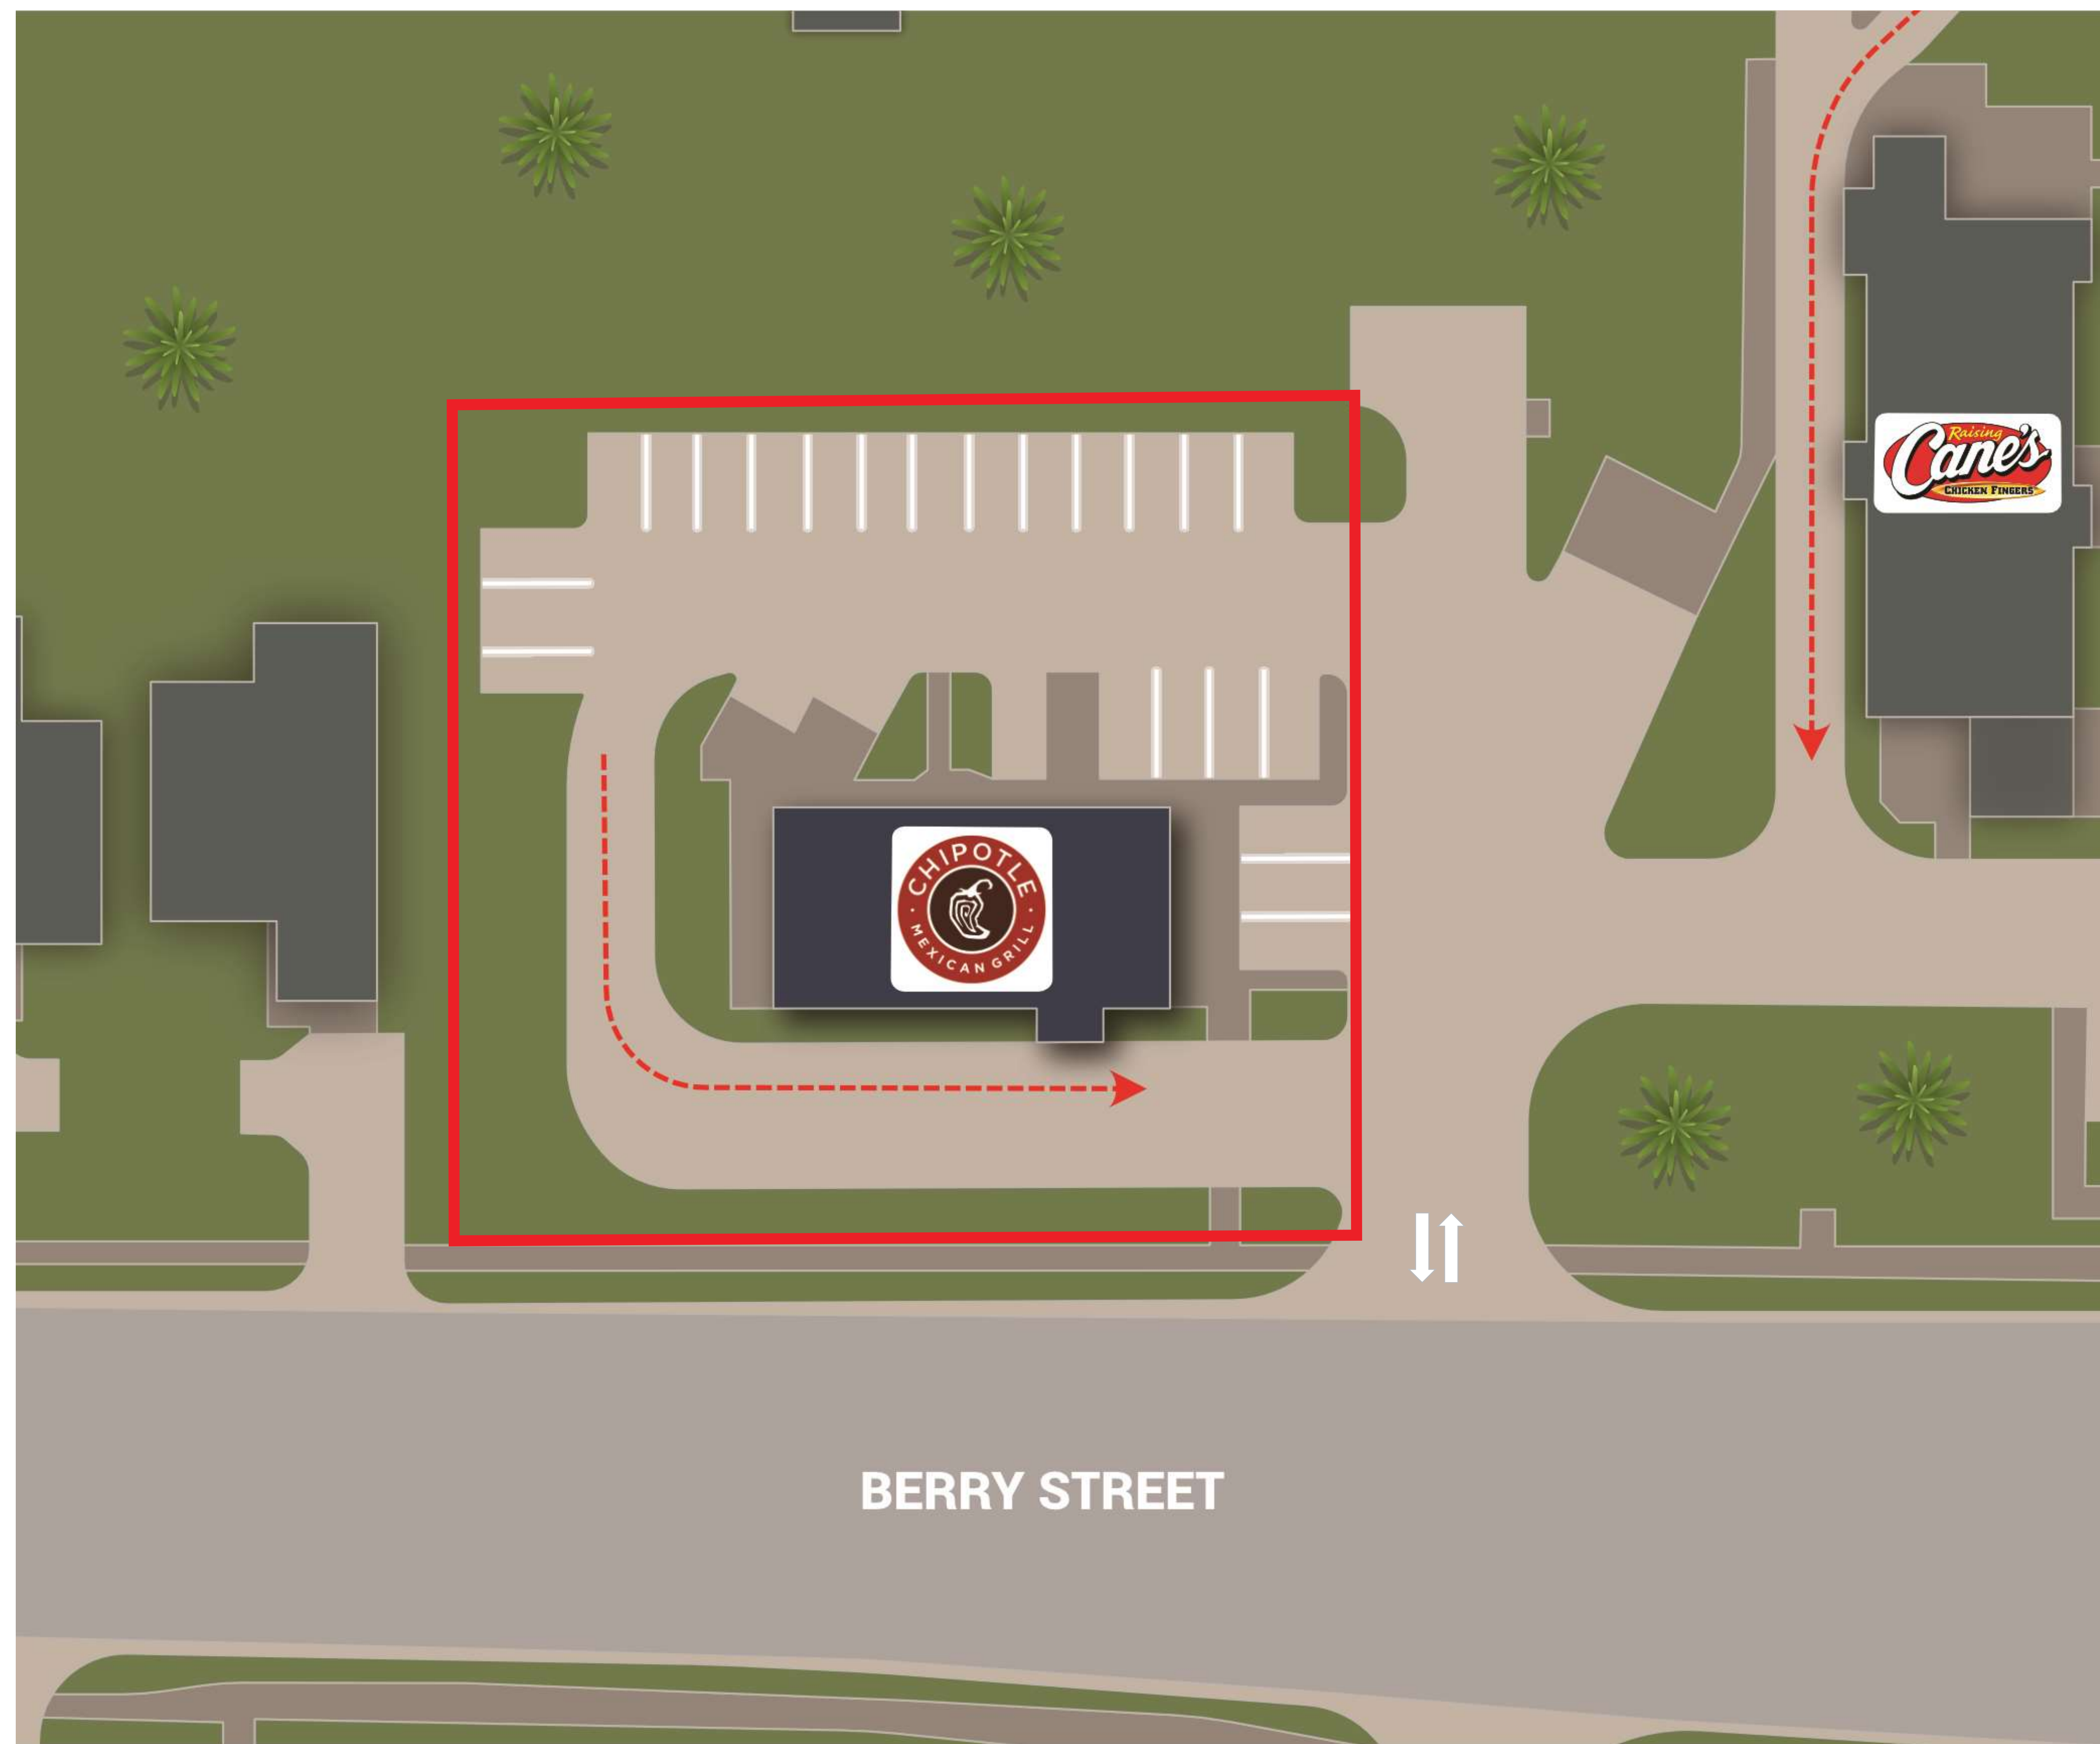 Raising
Cane's
CHICKEN FINGERS
CHIPOTLE
MEXICAN GRILL
BERRY STREET